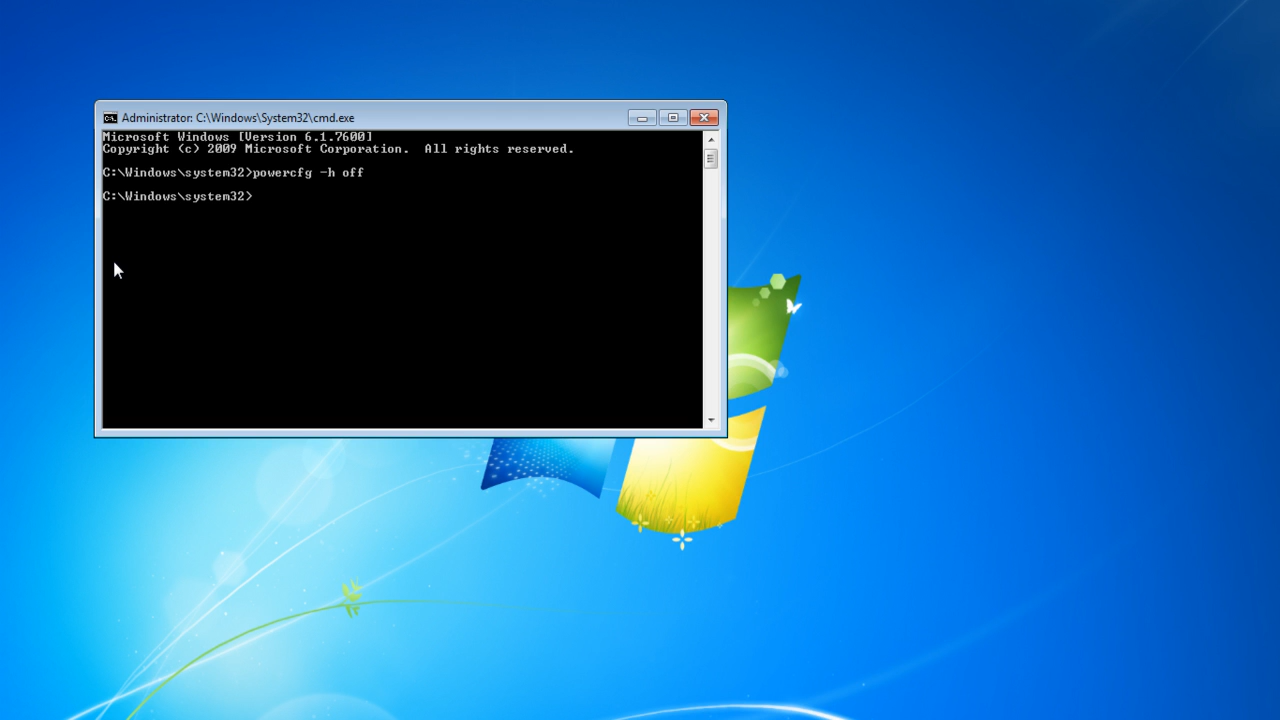 Administrator: C:\Windows\System32\cmd.exe
Microsoft Windows [Version 6.1.7600]
Copyright (c) 2009 Microsoft Corporation.  All rights reserved.
C:\Windows\system32>powercfg -h off
C:\Windows\system32>